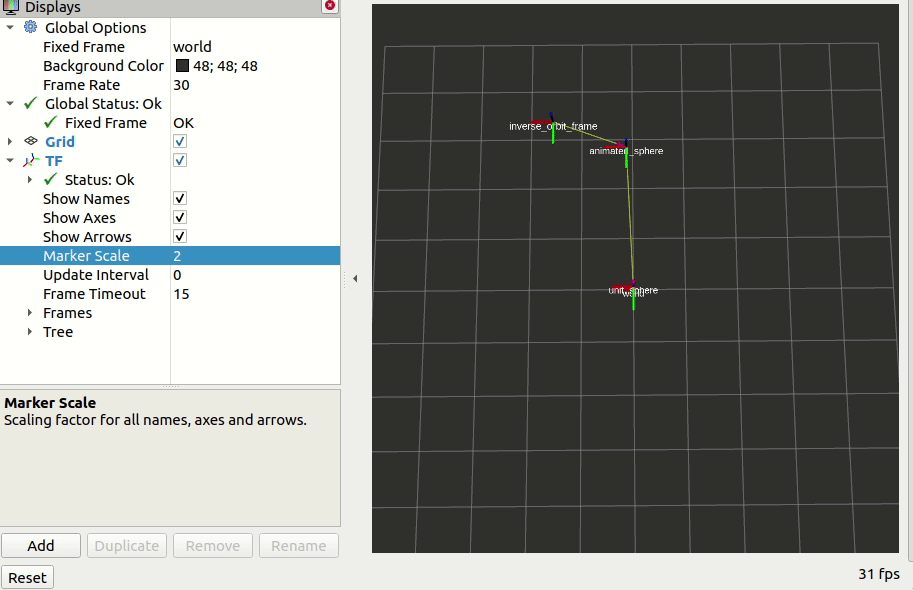 Displays
Global Options
Fixed Frame world
Background Color 48; 48; 48
Frame Rate 30
Global Status: Ok
Fixed Frame OK
Grid
TF
Status: Ok
Show Names
Show Axes
Show Arrows
Marker Scale 2
Update Interval 0
Frame Timeout 15
Frames
Tree
Marker Scale
Scaling factor for all names, axes and arrows.
Add Duplicate Remove Rename
Reset
inverse_orbit_frame
animated_sphere
unit_sphere
world
31 fps